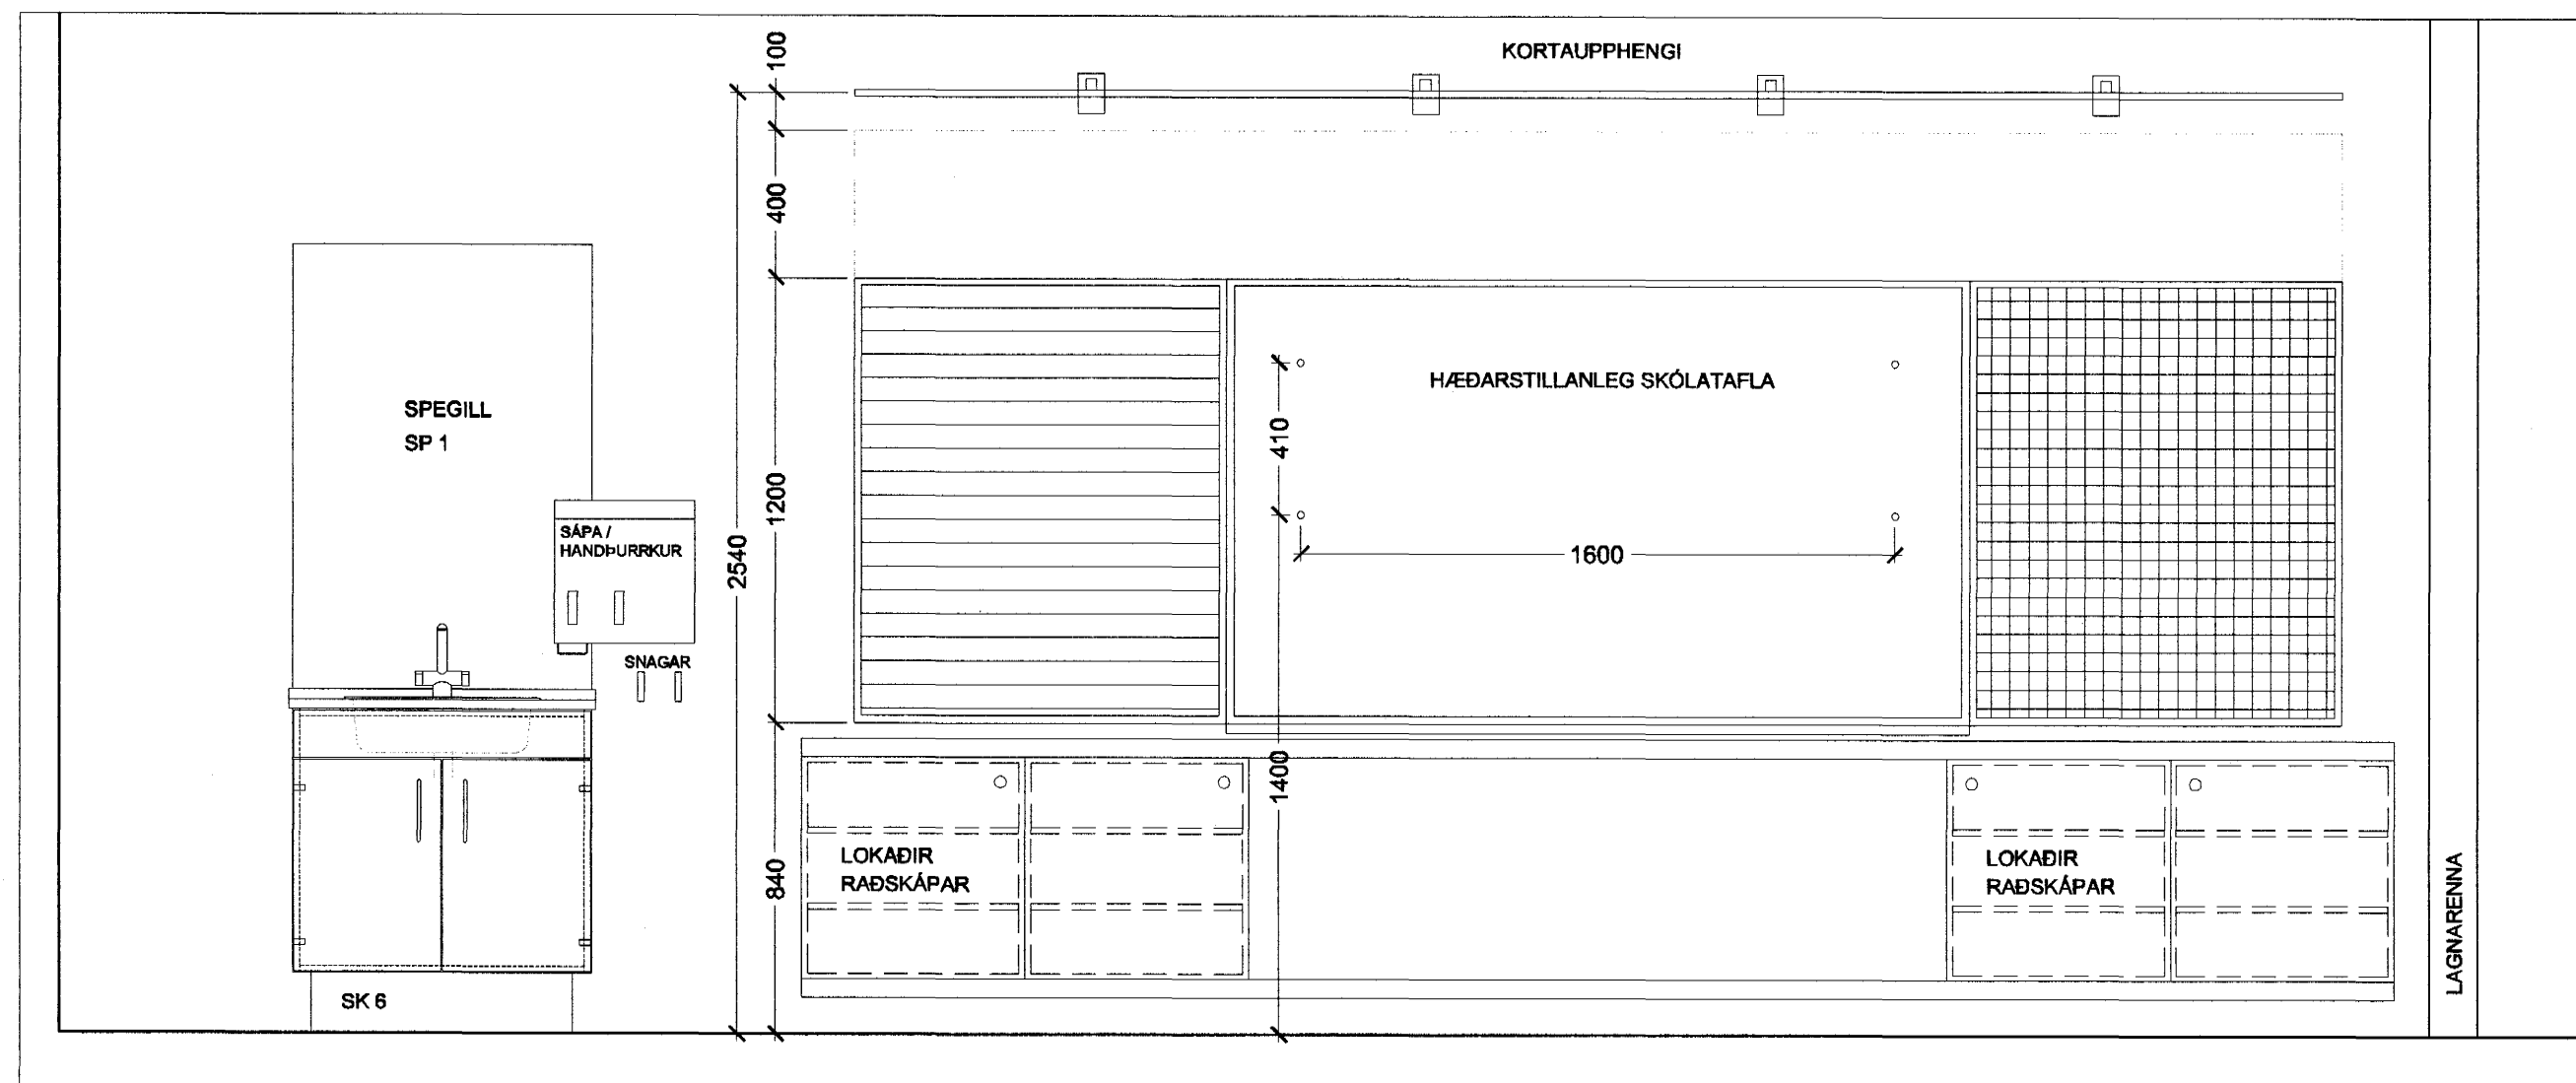 KORTAUPPHENGI
100
400
1200
2540
840
SPEGILL
SP 1
SÁPA /
HANDÞURRKUR
SNAGAR
SK 6
HÆÐARSTILLANLEG SKÓLATAFLA
410
1600
1400
LOKAÐIR
RAÐSKÁPAR
LOKAÐIR
RAÐSKÁPAR
LAGNARENNA